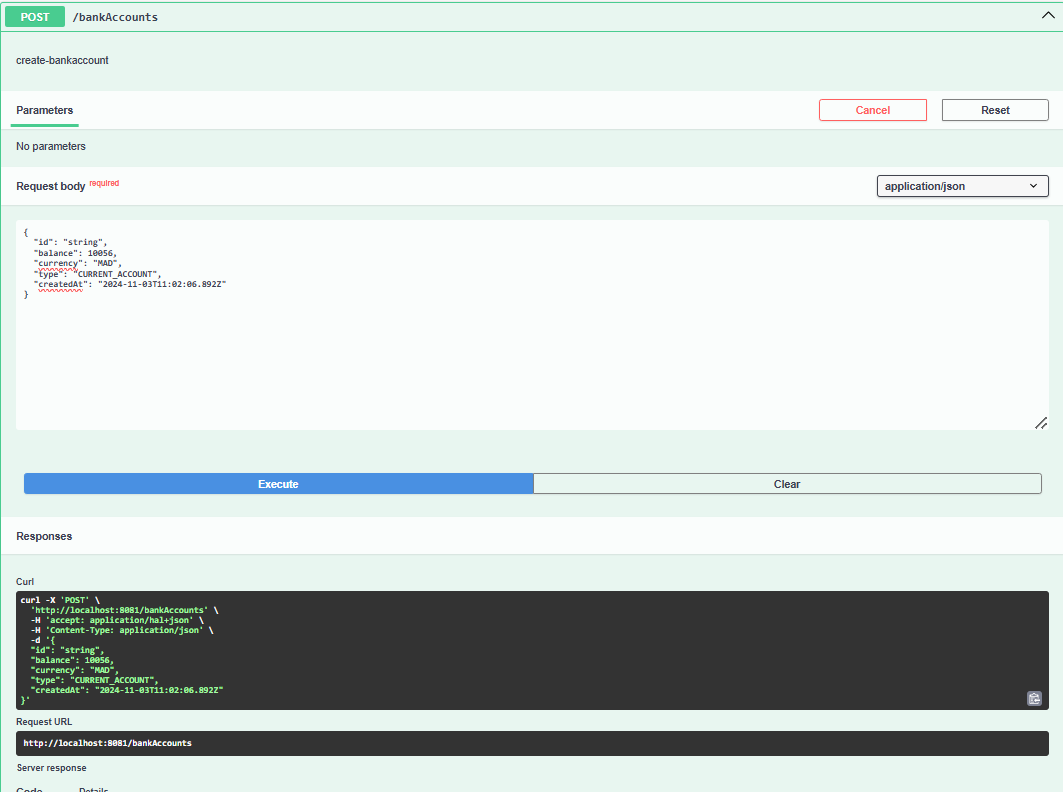 POST /bankAccounts
create-bankaccount
Parameters Cancel Reset
No parameters
Request body required application/json
{
  "id": "string",
  "balance": 10056,
  "currency": "MAD",
  "type": "CURRENT_ACCOUNT",
  "createdAt": "2024-11-03T11:02:06.892Z"
}
Execute Clear
Responses
Curl
curl -X 'POST' \
  'http://localhost:8081/bankAccounts' \
  -H 'accept: application/hal+json' \
  -H 'Content-Type: application/json' \
  -d '{
  "id": "string",
  "balance": 10056,
  "currency": "MAD",
  "type": "CURRENT_ACCOUNT",
  "createdAt": "2024-11-03T11:02:06.892Z"
}'
Request URL
http://localhost:8081/bankAccounts
Server response
Code Details